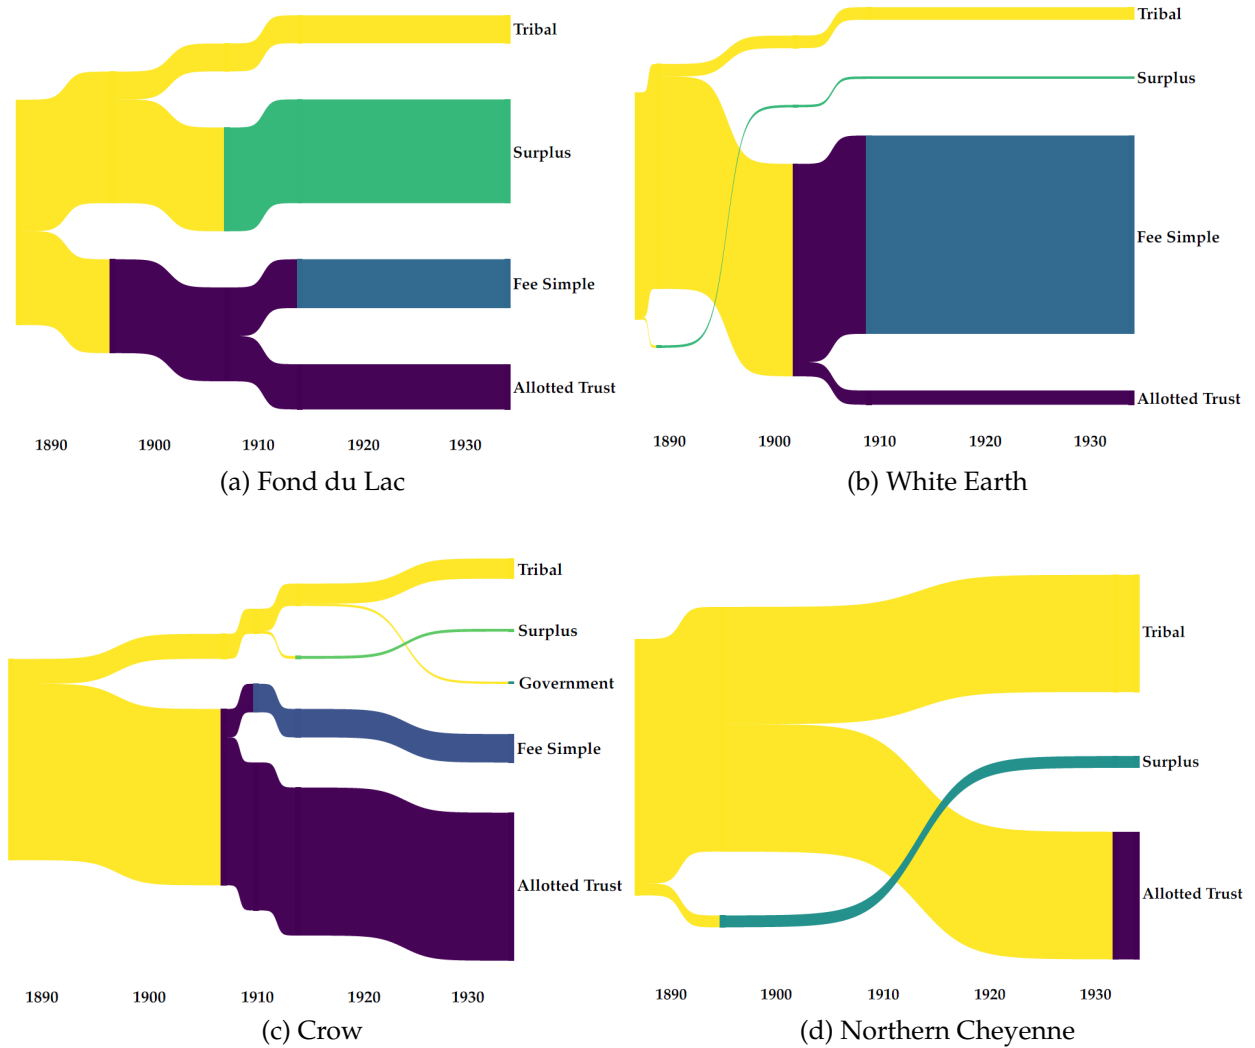 Tribal
Surplus
Fee Simple
Allotted Trust
1890 1900 1910 1920 1930
(a) Fond du Lac
Tribal
Surplus
Fee Simple
Allotted Trust
1890 1900 1910 1920 1930
(b) White Earth
Tribal
Surplus
Government
Fee Simple
Allotted Trust
1890 1900 1910 1920 1930
(c) Crow
Tribal
Surplus
Allotted Trust
1890 1900 1910 1920 1930
(d) Northern Cheyenne